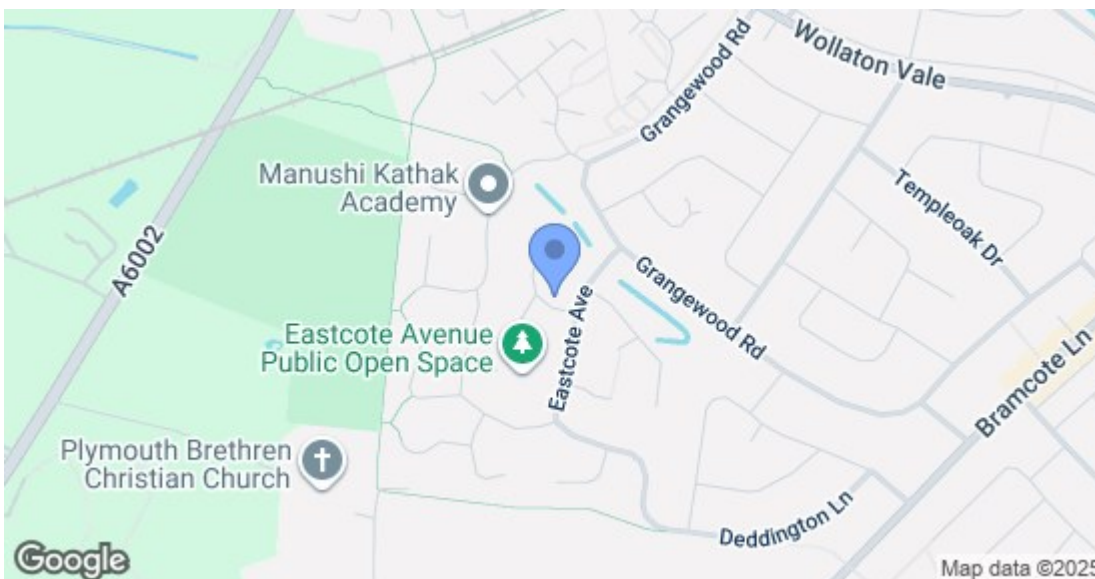 Wollaton Vale
Grangewood Rd
Manushi Kathak
Academy
Templeoak Dr
A6002
Grangewood Rd
Eastcote Avenue
Public Open Space
Eastcote Ave
Bramcote Ln
Plymouth Brethren
Christian Church
Deddington Ln
Google
Map data ©2025